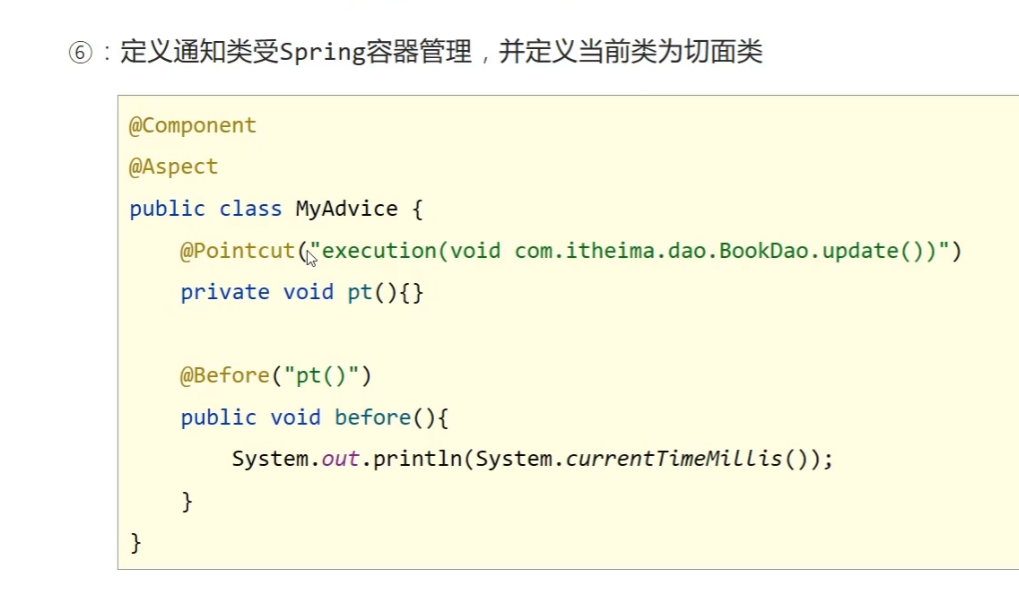 ⑥：定义通知类受Spring容器管理，并定义当前类为切面类
@Component
@Aspect
public class MyAdvice {
    @Pointcut("execution(void com.itheima.dao.BookDao.update())")
    private void pt(){}
    @Before("pt()")
    public void before(){
        System.out.println(System.currentTimeMillis());
    }
}